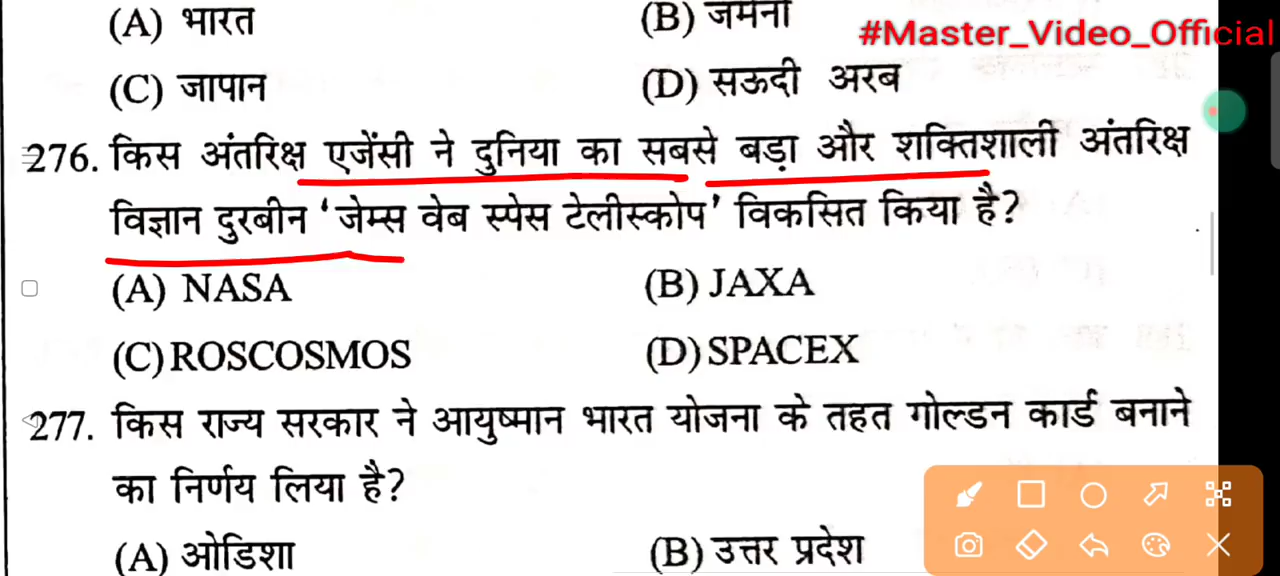 (A) भारत (B) जर्मनी
#Master_Video_Official
(C) जापान (D) सऊदी अरब
276. किस अंतरिक्ष एजेंसी ने दुनिया का सबसे बड़ा और शक्तिशाली अंतरिक्ष
विज्ञान दुरबीन ‘जेम्स वेब स्पेस टेलीस्कोप’ विकसित किया है?
(A) NASA (B) JAXA
(C) ROSCOSMOS (D) SPACEX
277. किस राज्य सरकार ने आयुष्मान भारत योजना के तहत गोल्डन कार्ड बनाने
का निर्णय लिया है?
(A) ओडिशा (B) उत्तर प्रदेश